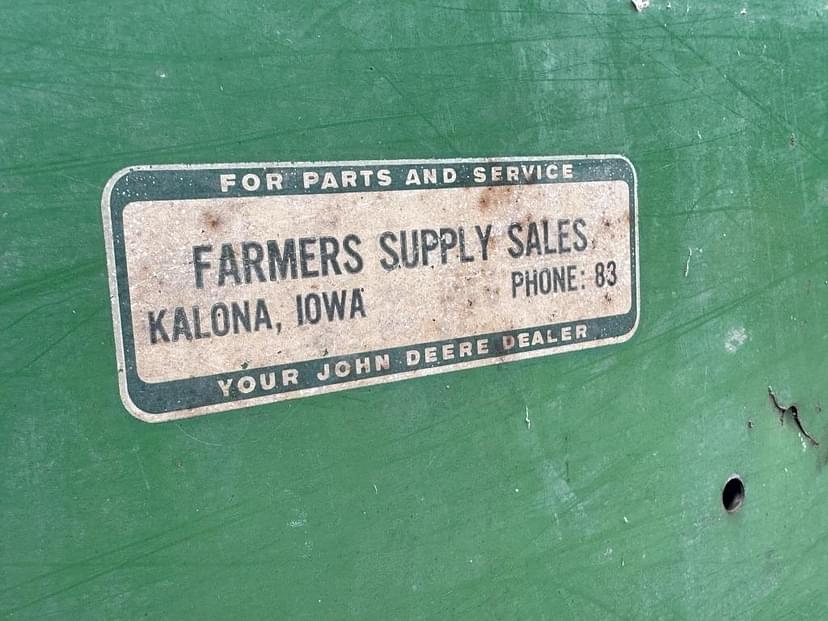 FOR PARTS AND SERVICE
FARMERS SUPPLY SALES
KALONA, IOWA PHONE: 83
YOUR JOHN DEERE DEALER